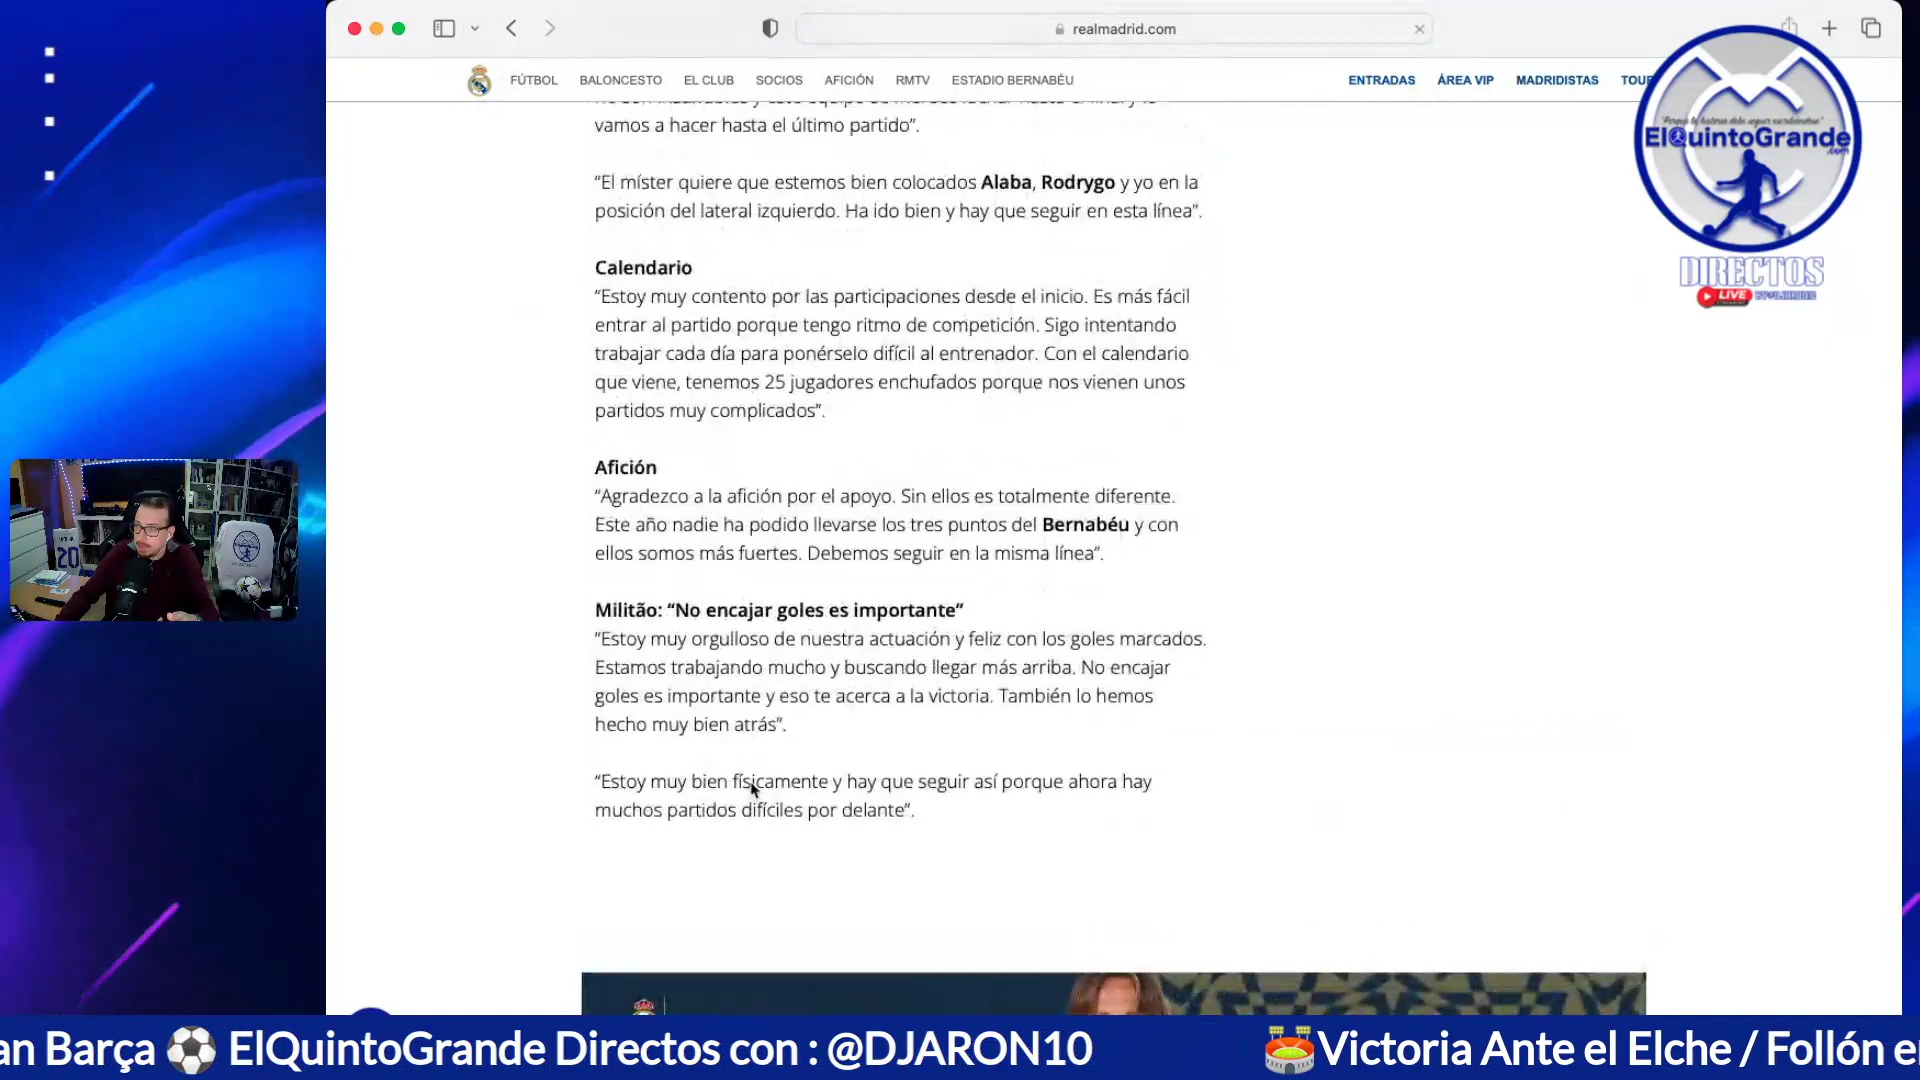 realmadrid.com
FÚTBOL BALONCESTO EL CLUB SOCIOS AFICIÓN RMTV ESTADIO BERNABÉU ENTRADAS ÁREA VIP MADRIDISTAS TOUR
vamos a hacer hasta el último partido”.
“El míster quiere que estemos bien colocados Alaba, Rodrygo y yo en la
posición del lateral izquierdo. Ha ido bien y hay que seguir en esta línea”.
Calendario
“Estoy muy contento por las participaciones desde el inicio. Es más fácil
entrar al partido porque tengo ritmo de competición. Sigo intentando
trabajar cada día para ponérselo difícil al entrenador. Con el calendario
que viene, tenemos 25 jugadores enchufados porque nos vienen unos
partidos muy complicados”.
Afición
“Agradezco a la afición por el apoyo. Sin ellos es totalmente diferente.
Este año nadie ha podido llevarse los tres puntos del Bernabéu y con
ellos somos más fuertes. Debemos seguir en la misma línea”.
Militão: “No encajar goles es importante“
“Estoy muy orgulloso de nuestra actuación y feliz con los goles marcados.
Estamos trabajando mucho y buscando llegar más arriba. No encajar
goles es importante y eso te acerca a la victoria. También lo hemos
hecho muy bien atrás”.
“Estoy muy bien físicamente y hay que seguir así porque ahora hay
muchos partidos difíciles por delante”.
ElQuintoGrande
.com
DIRECTOS
LIVE
20
an Barça ⚽ ElQuintoGrande Directos con : @DJARON10 🏟️Victoria Ante el Elche / Follón e